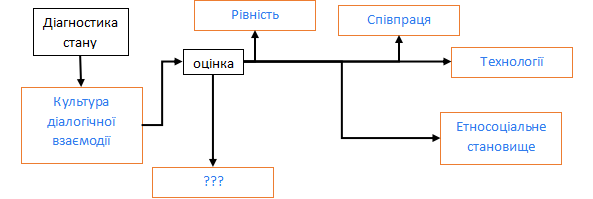 Діагностика
стану
Рівність
Співпраця
оцінка
Технології
Культура
діалогічної
взаємодії
Етносоціальне
становище
???